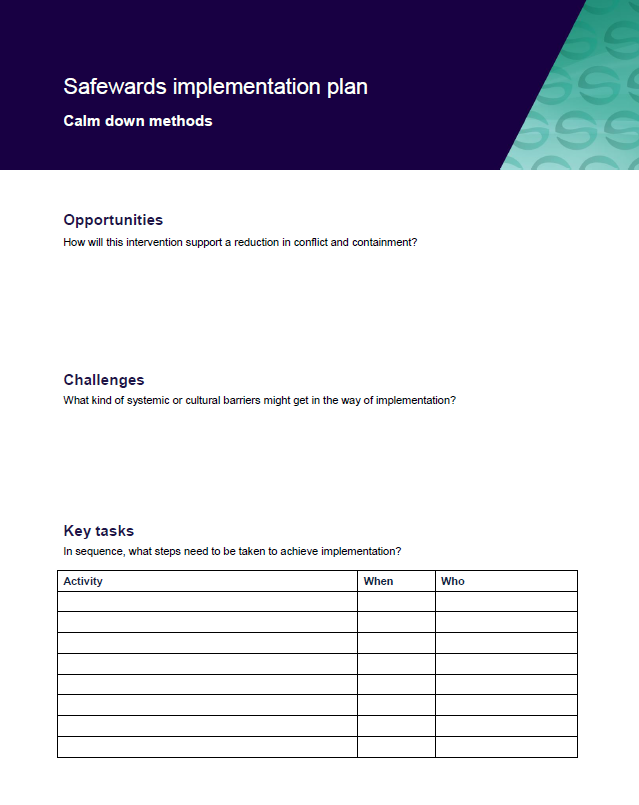 Safewards implementation plan
Calm down methods
Opportunities
How will this intervention support a reduction in conflict and containment?
Challenges
What kind of systemic or cultural barriers might get in the way of implementation?
Key tasks
In sequence, what steps need to be taken to achieve implementation?
Activity When Who